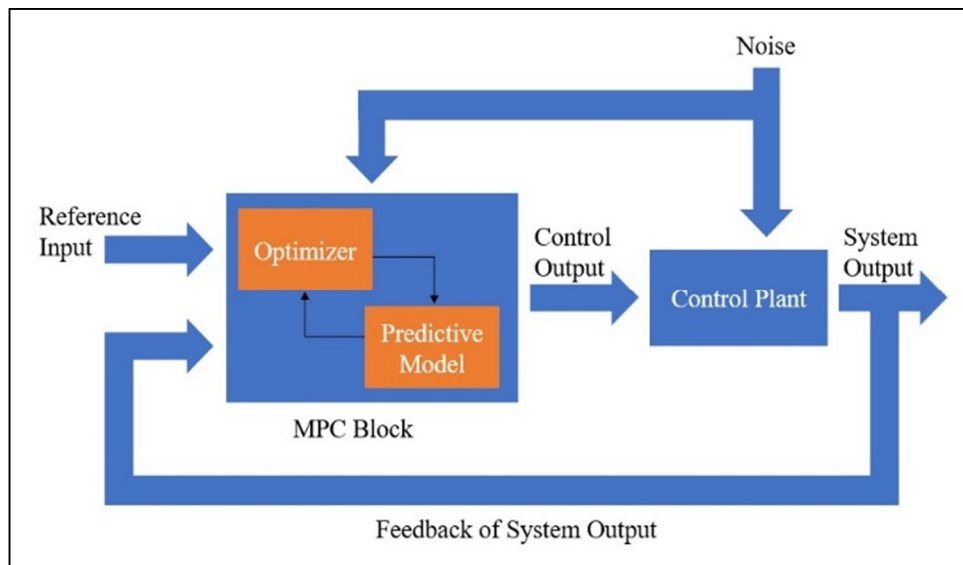 Noise
Reference
Input
Optimizer
Predictive
Model
MPC Block
Control
Output
Control Plant
System
Output
Feedback of System Output